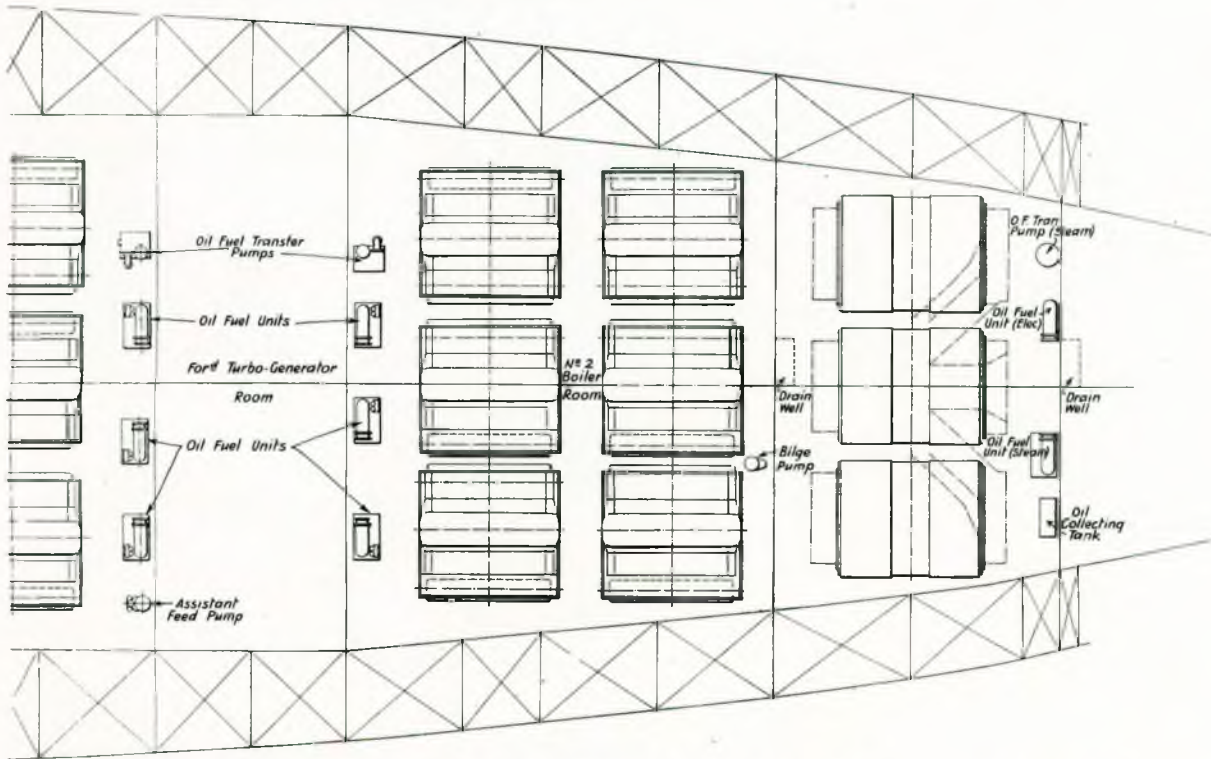 Oil Fuel Transfer
Pumps
Oil Fuel Units
Forᵈ Turbo-Generator
Room
Oil Fuel Units
Assistant
Feed Pump
Nº 2
Boiler
Room
Bilge
Pump
Drain
Well
O.F. Tran
Pump (Steam)
Oil Fuel
Unit (Elec)
Drain
Well
Oil Fuel
Unit (Steam)
Oil
Collecting
Tank